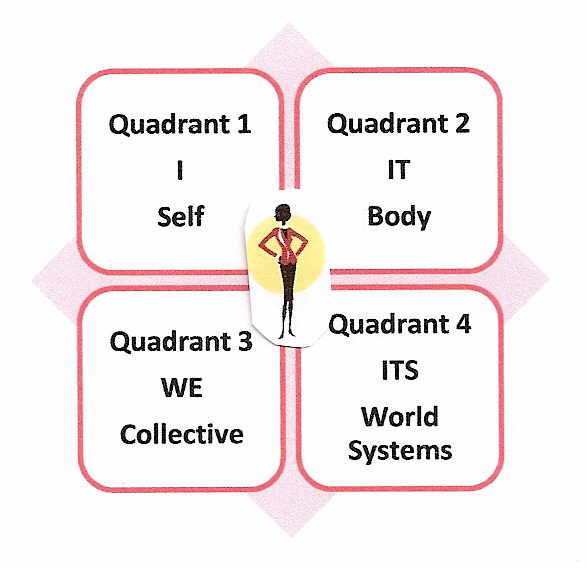 Quadrant 1
I
Self
Quadrant 2
IT
Body
Quadrant 3
WE
Collective
Quadrant 4
ITS
World
Systems